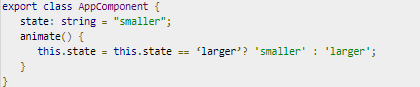 export class AppComponent {
state: string = "smaller";
animate() {
this.state = this.state == ‘larger’? 'smaller' : 'larger';
}
}